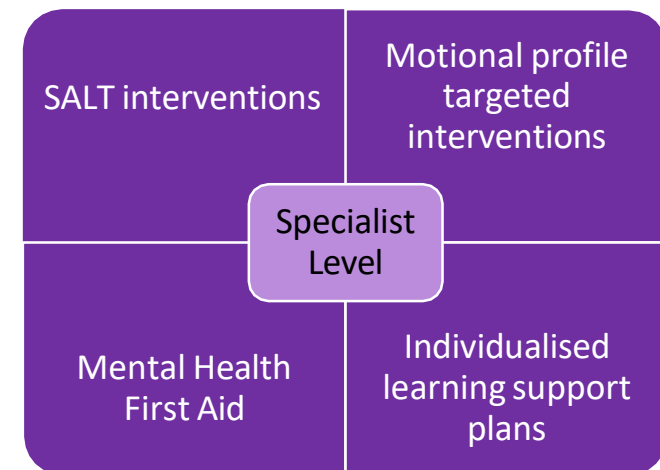 SALT interventions
Motional profile
targeted
interventions
Specialist
Level
Mental Health
First Aid
Individualised
learning support
plans